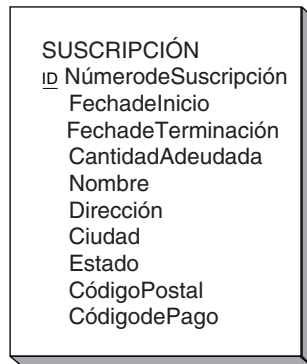 SUSCRIPCIÓN
ID NúmerodeSuscripción
FechadeInicio
FechadeTerminación
CantidadAdeudada
Nombre
Dirección
Ciudad
Estado
CódigoPostal
CódigodePago